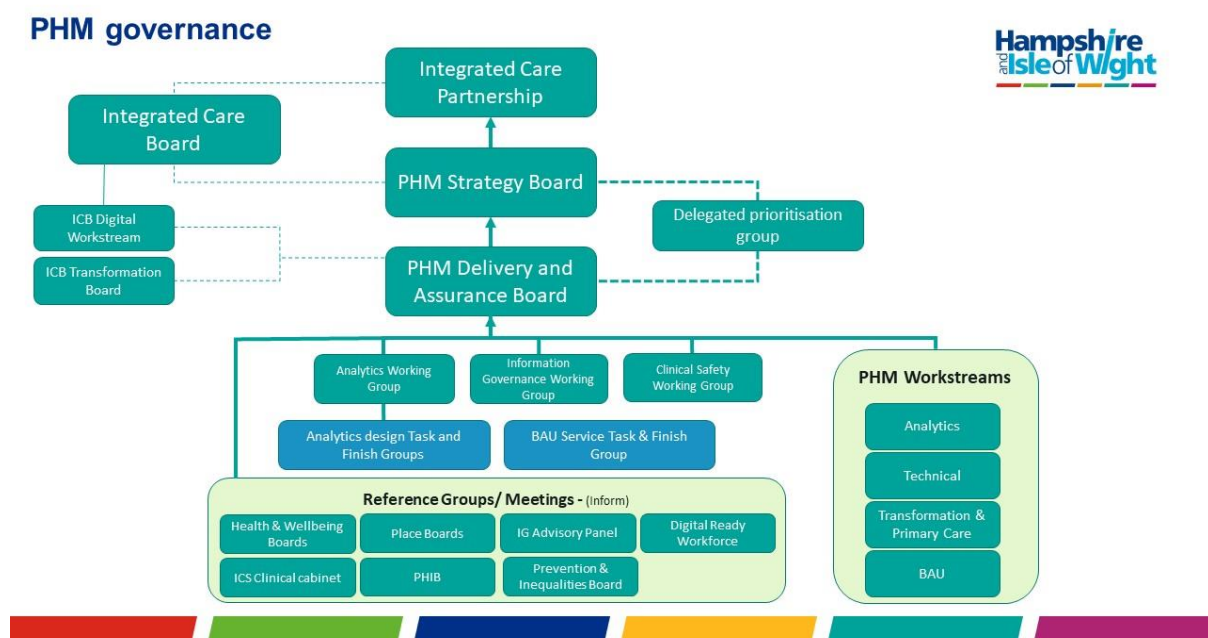 PHM governance
Hampshire
and Isle of Wight
Integrated Care
Partnership
Integrated Care
Board
PHM Strategy Board
ICB Digital
Workstream
Delegated prioritisation
group
ICB Transformation
Board
PHM Delivery and
Assurance Board
Analytics Working
Group
Information
Governance Working
Group
Clinical Safety
Working Group
Analytics design Task and
Finish Groups
BAU Service Task & Finish
Group
PHM Workstreams
Analytics
Technical
Transformation &
Primary Care
BAU
Reference Groups/ Meetings - (Inform)
Health & Wellbeing
Boards
Place Boards
IG Advisory Panel
Digital Ready
Workforce
ICS Clinical cabinet
PHIB
Prevention &
Inequalities Board